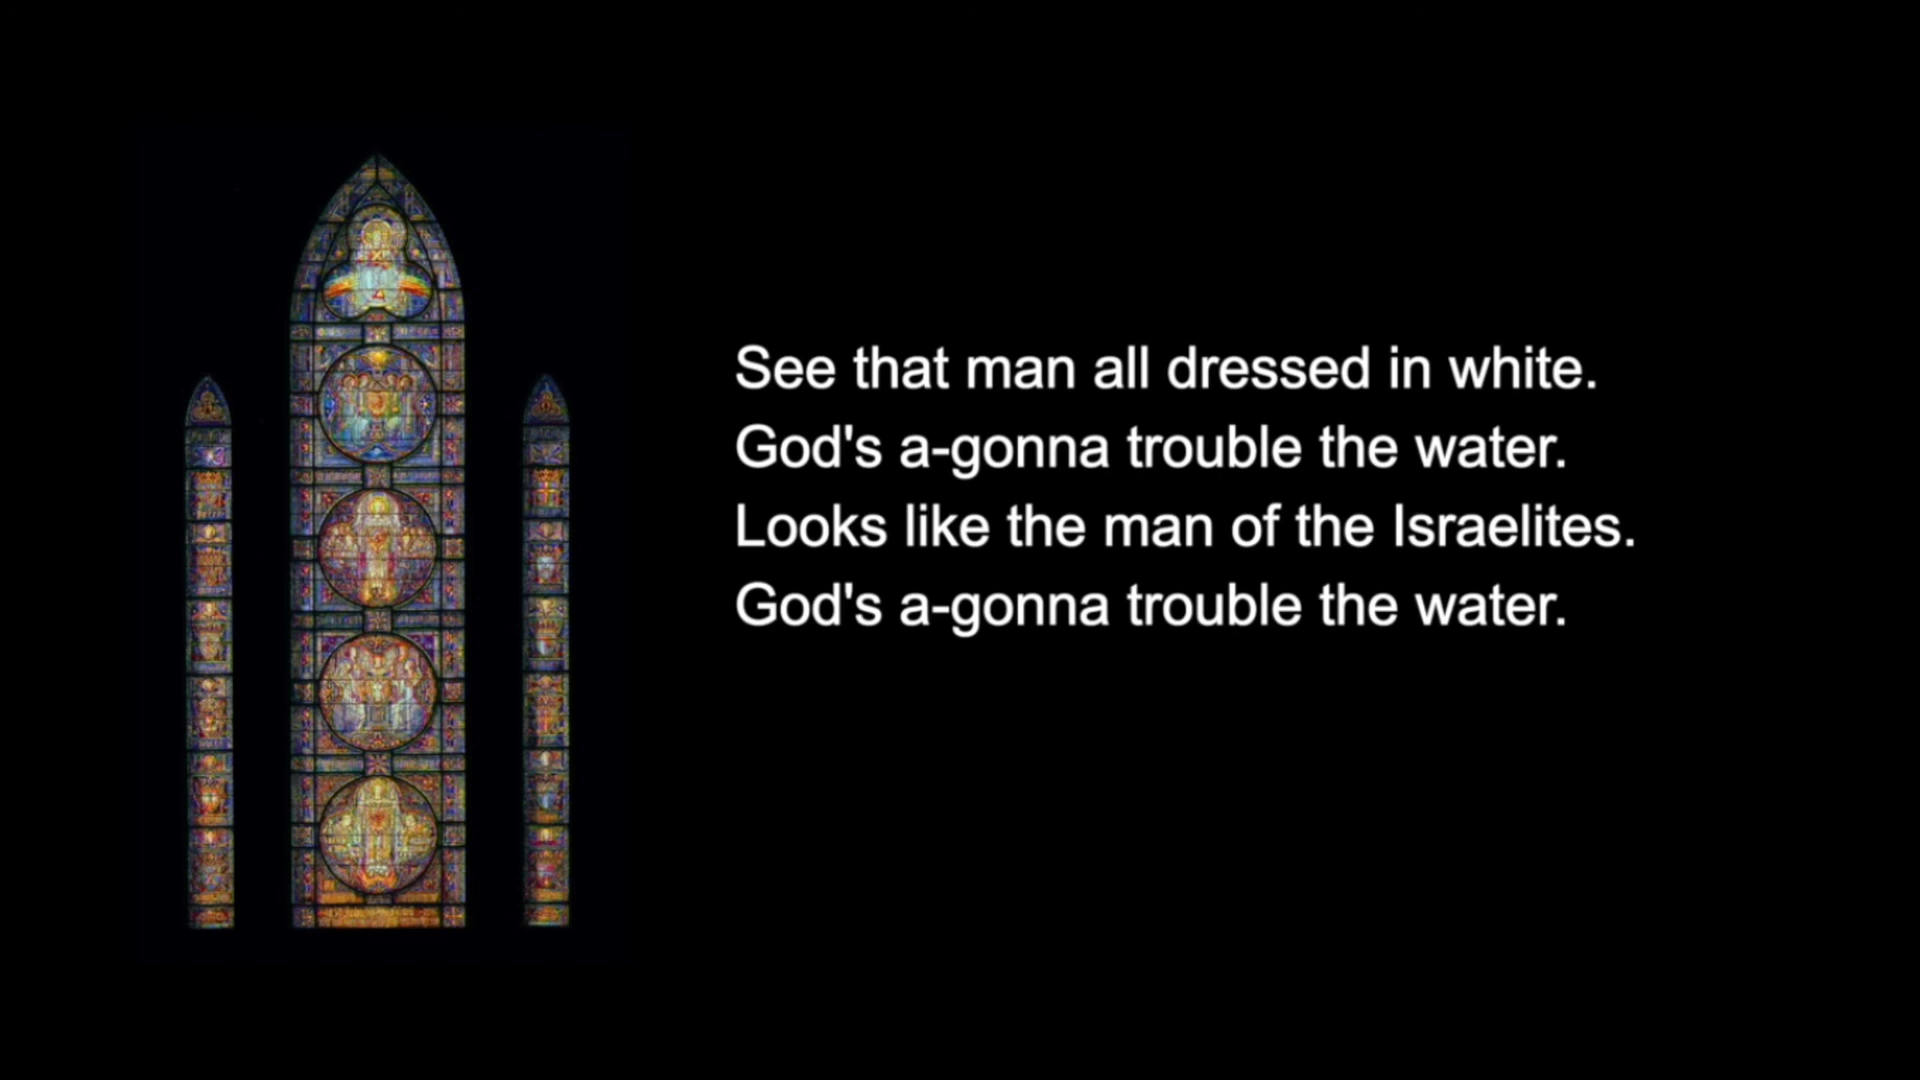 See that man all dressed in white.
God's a-gonna trouble the water.
Looks like the man of the Israelites.
God's a-gonna trouble the water.